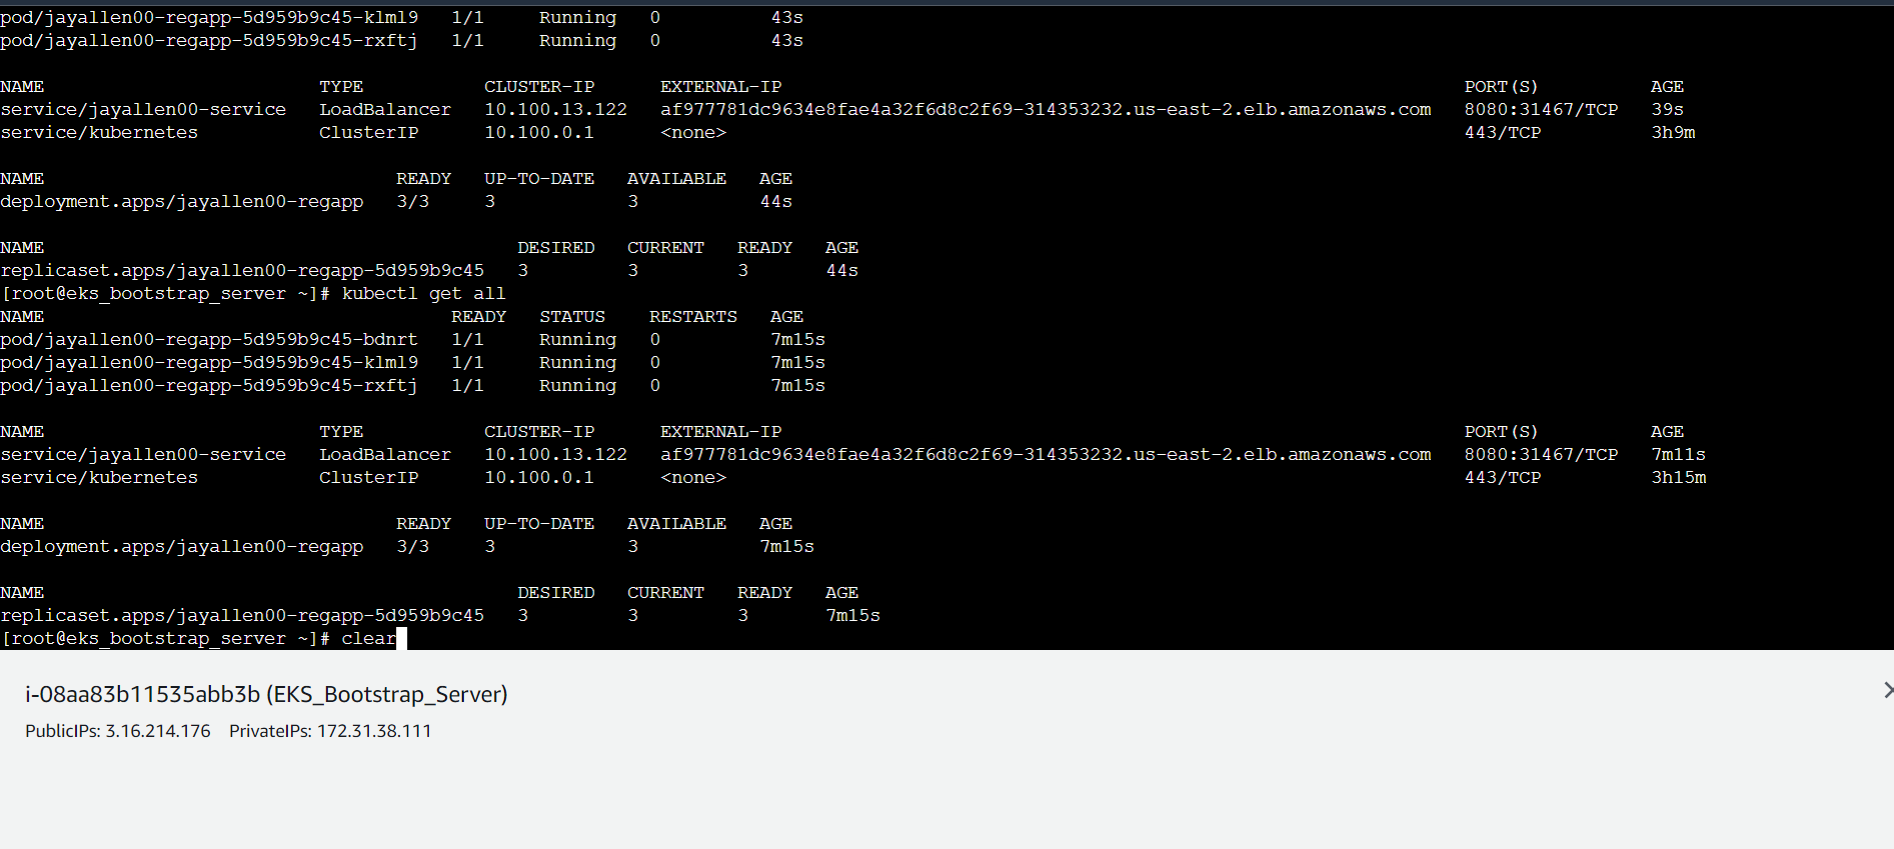 pod/jayallen00-regapp-5d959b9c45-klml9   1/1     Running   0          43s
pod/jayallen00-regapp-5d959b9c45-rxftj   1/1     Running   0          43s
NAME                         TYPE           CLUSTER-IP      EXTERNAL-IP                                                              PORT(S)          AGE
service/jayallen00-service   LoadBalancer   10.100.13.122   af977781dc9634e8fae4a32f6d8c2f69-314353232.us-east-2.elb.amazonaws.com   8080:31467/TCP   39s
service/kubernetes           ClusterIP      10.100.0.1      <none>                                                                   443/TCP          3h9m
NAME                                READY   UP-TO-DATE   AVAILABLE   AGE
deployment.apps/jayallen00-regapp   3/3     3            3           44s
NAME                                           DESIRED   CURRENT   READY   AGE
replicaset.apps/jayallen00-regapp-5d959b9c45   3         3         3       44s
[root@eks_bootstrap_server ~]# kubectl get all
NAME                                     READY   STATUS    RESTARTS   AGE
pod/jayallen00-regapp-5d959b9c45-bdnrt   1/1     Running   0          7m15s
pod/jayallen00-regapp-5d959b9c45-klml9   1/1     Running   0          7m15s
pod/jayallen00-regapp-5d959b9c45-rxftj   1/1     Running   0          7m15s
NAME                         TYPE           CLUSTER-IP      EXTERNAL-IP                                                              PORT(S)          AGE
service/jayallen00-service   LoadBalancer   10.100.13.122   af977781dc9634e8fae4a32f6d8c2f69-314353232.us-east-2.elb.amazonaws.com   8080:31467/TCP   7m11s
service/kubernetes           ClusterIP      10.100.0.1      <none>                                                                   443/TCP          3h15m
NAME                                READY   UP-TO-DATE   AVAILABLE   AGE
deployment.apps/jayallen00-regapp   3/3     3            3           7m15s
NAME                                           DESIRED   CURRENT   READY   AGE
replicaset.apps/jayallen00-regapp-5d959b9c45   3         3         3       7m15s
[root@eks_bootstrap_server ~]# clear
i-08aa83b11535abb3b (EKS_Bootstrap_Server)
PublicIPs: 3.16.214.176    PrivateIPs: 172.31.38.111